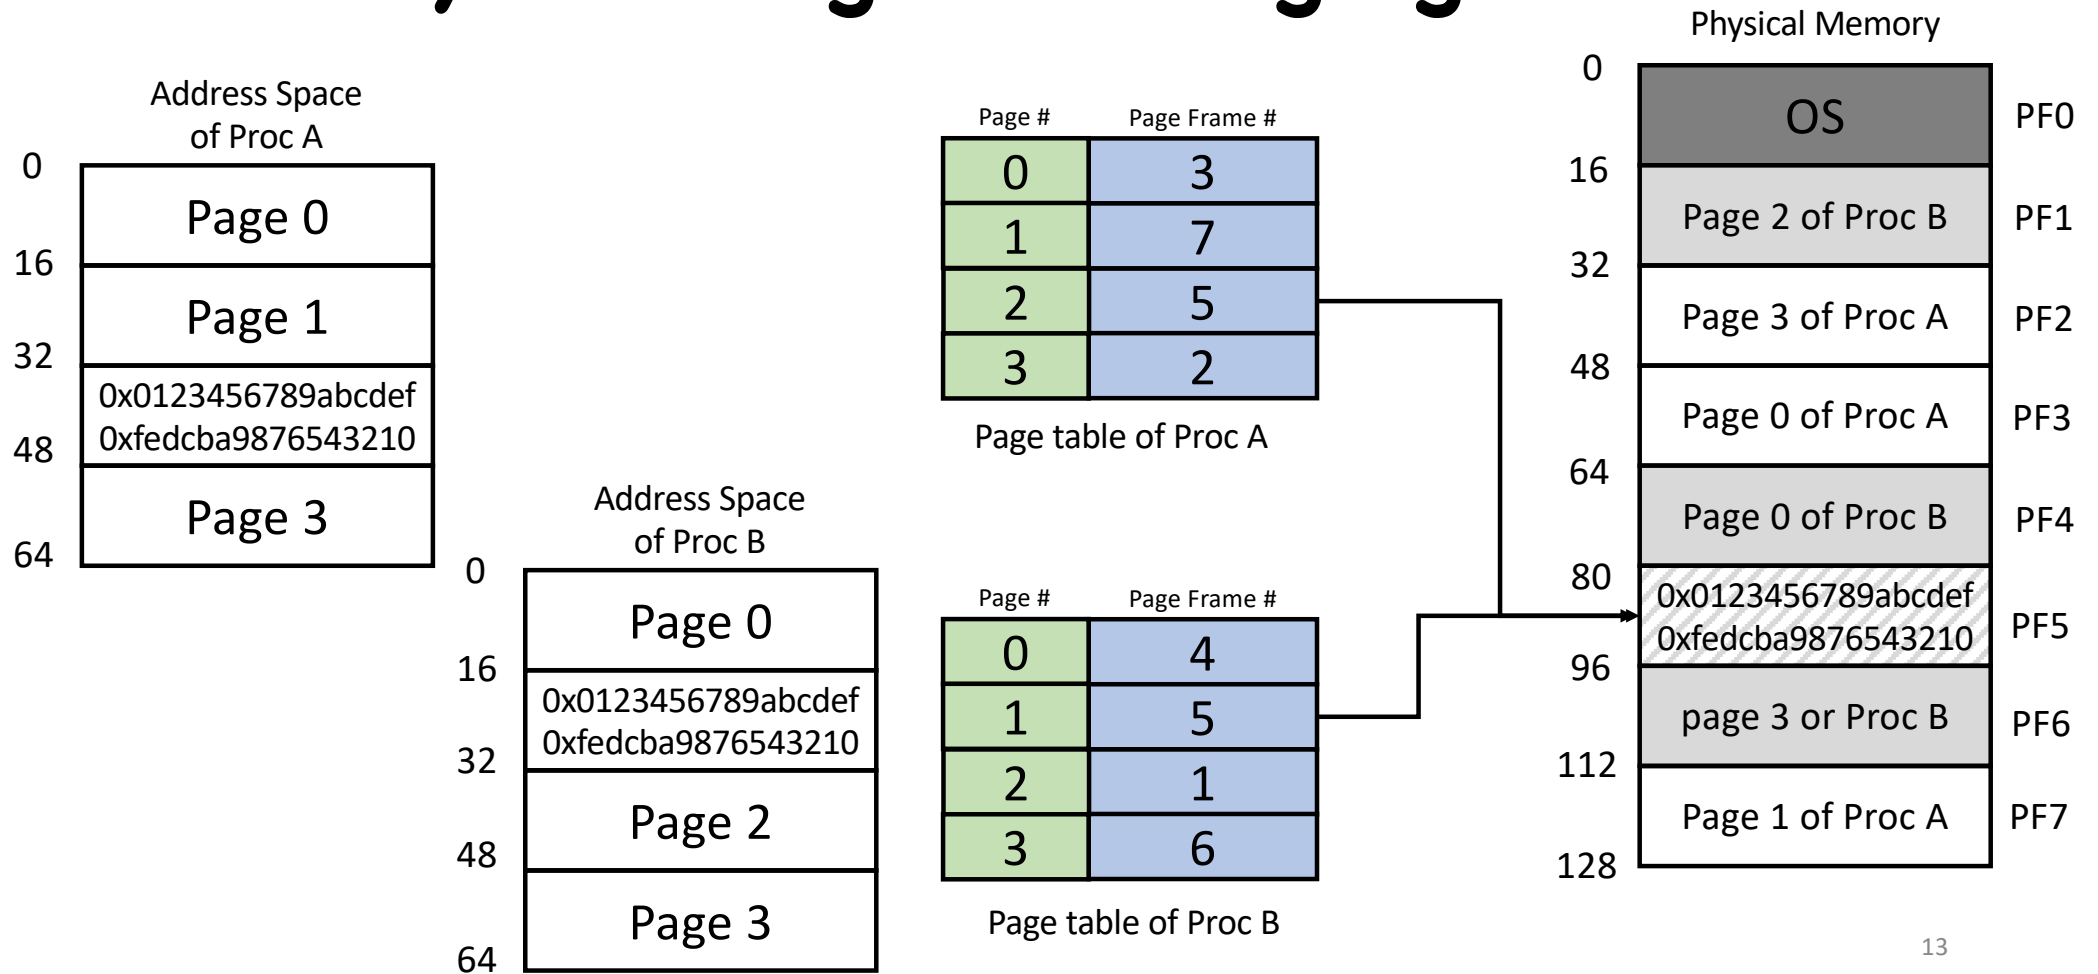 Physical Memory
Address Space
of Proc A
0
Page 0
16
Page 1
32
0x0123456789abcdef
0xfedcba9876543210
48
Page 3
64
Address Space
of Proc B
0
Page 0
16
0x0123456789abcdef
0xfedcba9876543210
32
Page 2
48
Page 3
64
Page # Page Frame #
0 3
1 7
2 5
3 2
Page table of Proc A
Page # Page Frame #
0 4
1 5
2 1
3 6
Page table of Proc B
0
OS PF0
16
Page 2 of Proc B PF1
32
Page 3 of Proc A PF2
48
Page 0 of Proc A PF3
64
Page 0 of Proc B PF4
80
0x0123456789abcdef
0xfedcba9876543210 PF5
96
page 3 or Proc B PF6
112
Page 1 of Proc A PF7
128
13